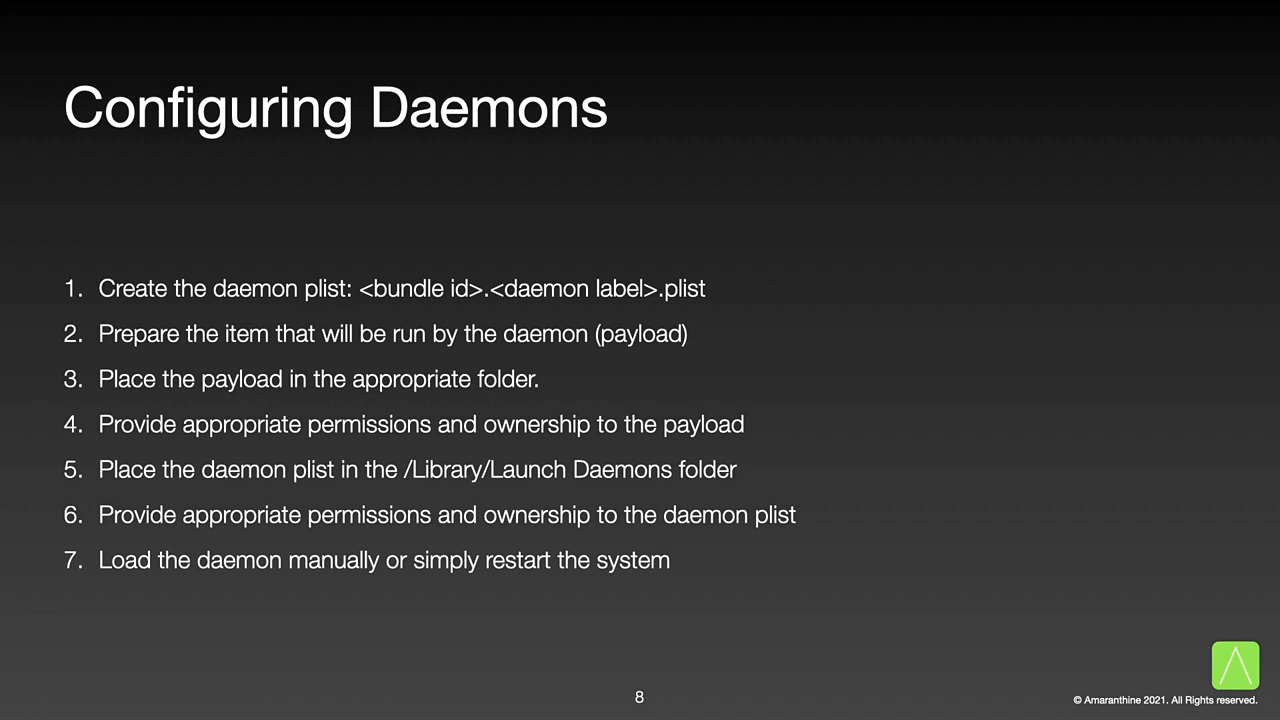 Configuring Daemons
1. Create the daemon plist: <bundle id>.<daemon label>.plist
2. Prepare the item that will be run by the daemon (payload)
3. Place the payload in the appropriate folder.
4. Provide appropriate permissions and ownership to the payload
5. Place the daemon plist in the /Library/Launch Daemons folder
6. Provide appropriate permissions and ownership to the daemon plist
7. Load the daemon manually or simply restart the system
8
© Amaranthine 2021. All Rights reserved.